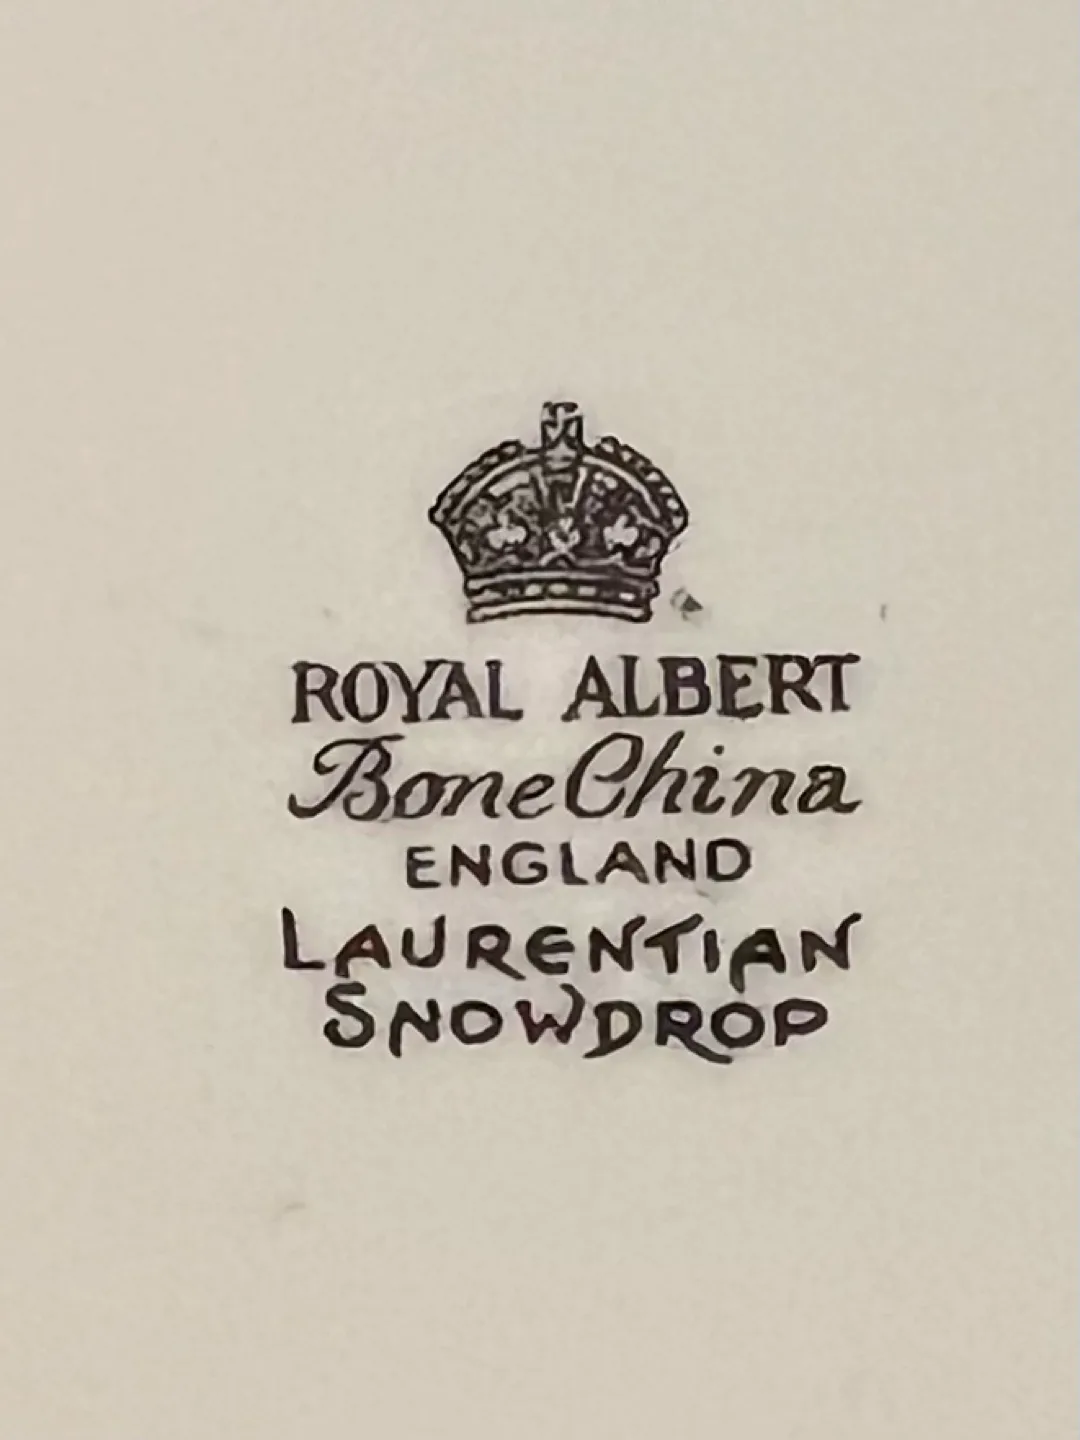 ROYAL ALBERT
Bone China
ENGLAND
LAURENTIAN
SNOWDROP